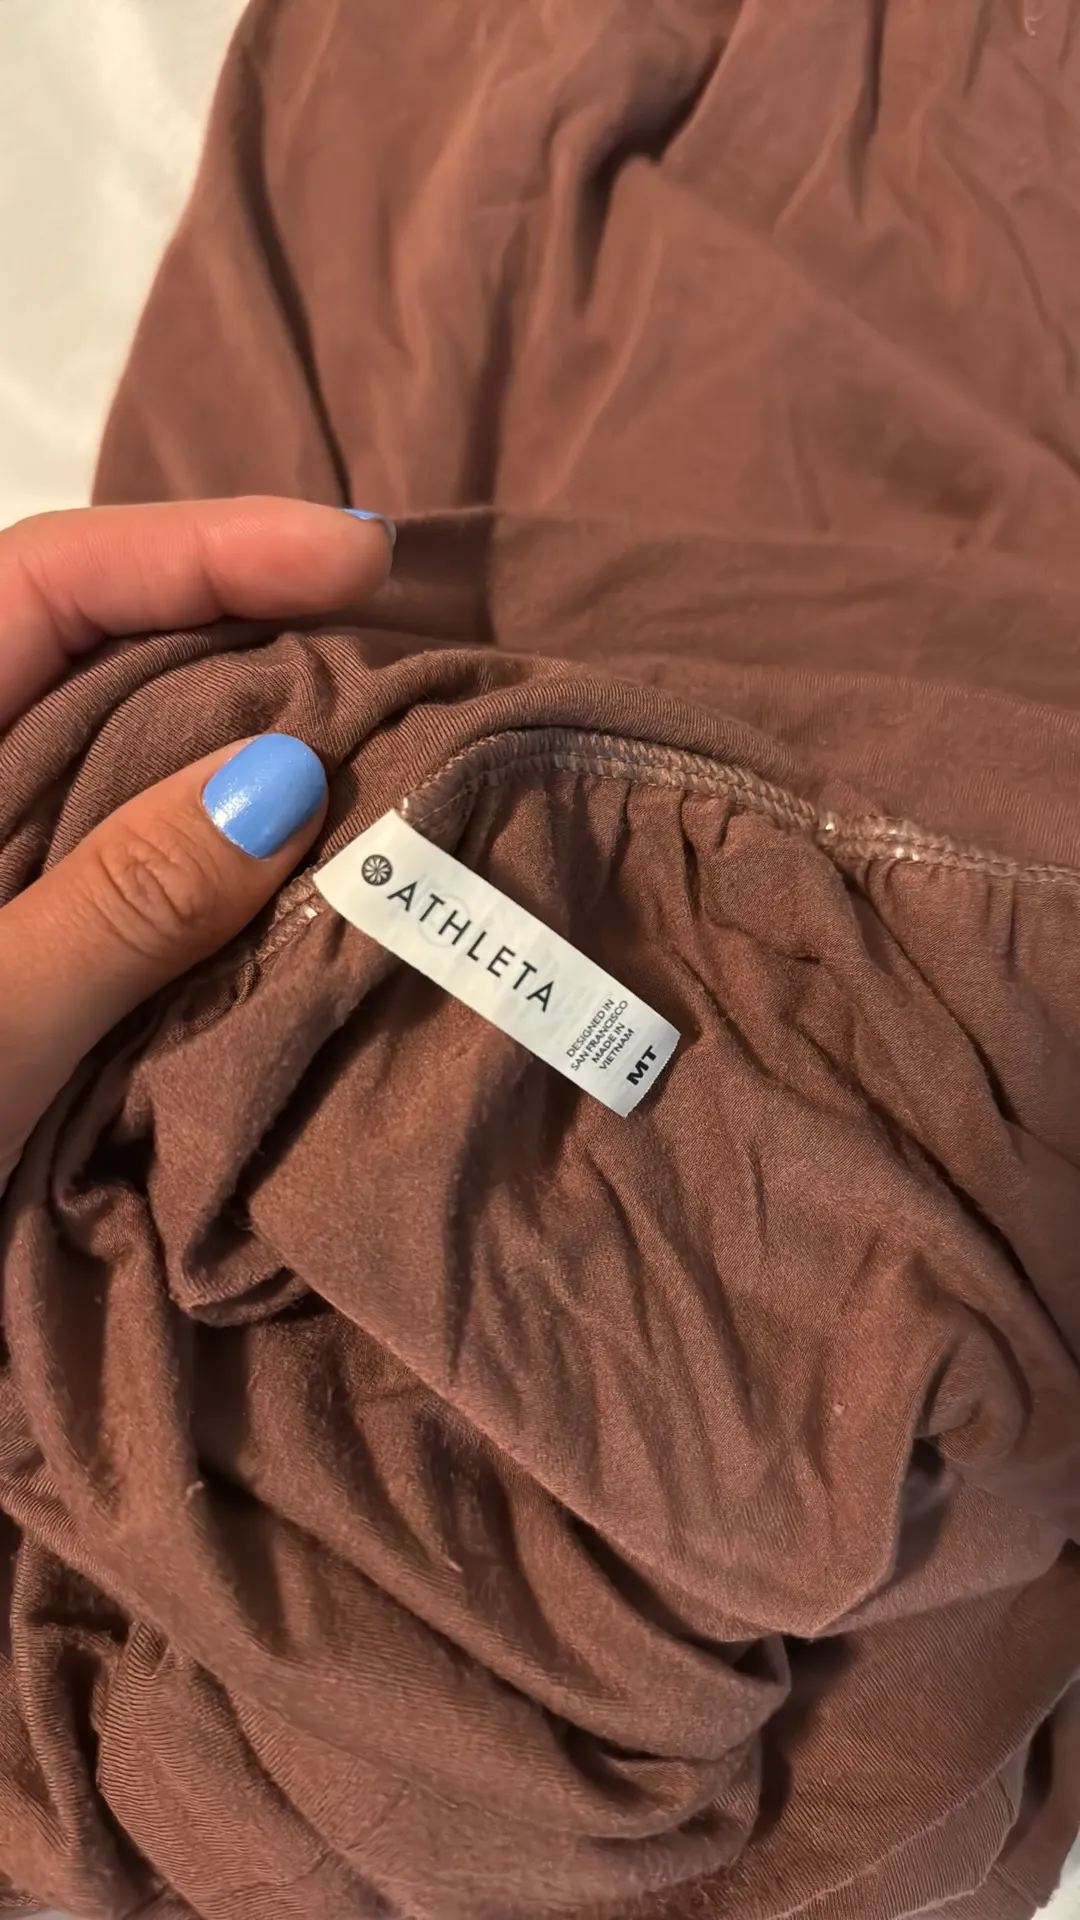 ATHLETA
DESIGNED IN
SAN FRANCISCO
MADE IN
VIETNAM
MT